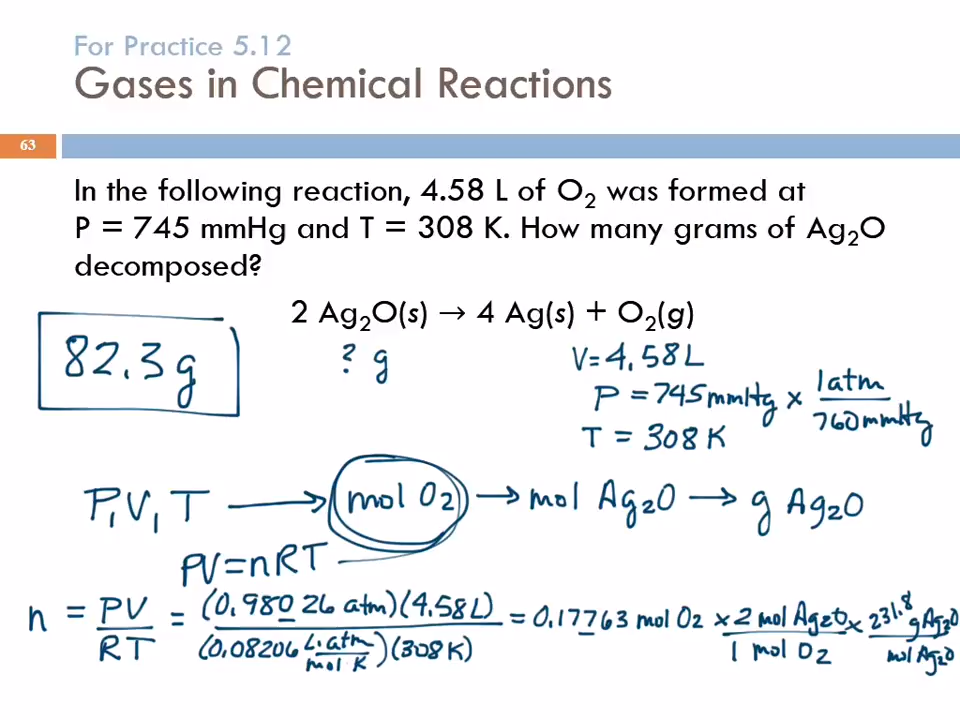 For Practice 5.12
Gases in Chemical Reactions
63
In the following reaction, 4.58 L of O₂ was formed at
P = 745 mmHg and T = 308 K. How many grams of Ag₂O
decomposed?
2 Ag₂O(s) → 4 Ag(s) + O₂(g)
82.3 g
? g
V = 4.58 L
P = 745 mmHg × 1 atm / 760 mmHg
T = 308 K
P, V, T → mol O₂ → mol Ag₂O → g Ag₂O
PV = nRT
n = PV / RT = (0.98026 atm)(4.58 L) / (0.08206 L·atm / mol K)(308 K) = 0.17763 mol O₂ × 2 mol Ag₂O / 1 mol O₂ × 231.8 g Ag₂O / mol Ag₂O